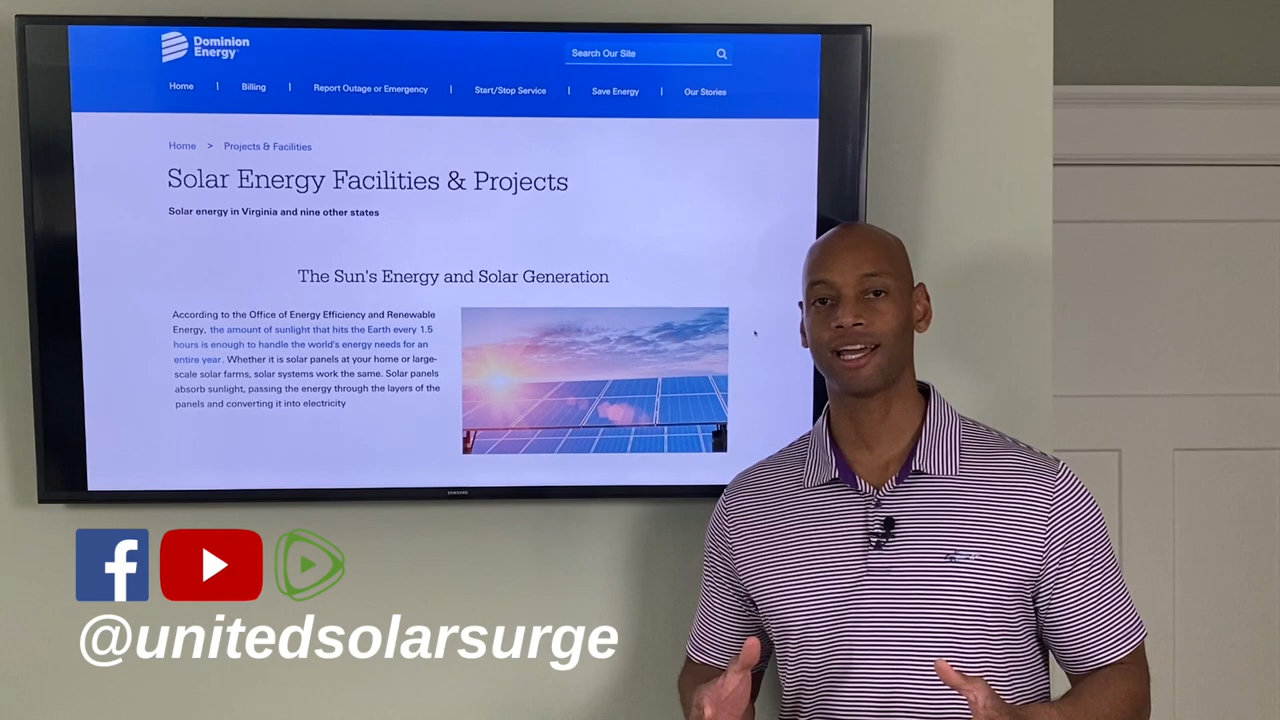 Dominion
Energy
Search Our Site
Home | Billing | Report Outage or Emergency | Start/Stop Service | Save Energy | Our Stories
Home > Projects & Facilities
Solar Energy Facilities & Projects
Solar energy in Virginia and nine other states
The Sun's Energy and Solar Generation
According to the Office of Energy Efficiency and Renewable
Energy, the amount of sunlight that hits the Earth every 1.5
hours is enough to handle the world's energy needs for an
entire year. Whether it is solar panels at your home or large-
scale solar farms, solar systems work the same. Solar panels
absorb sunlight, passing the energy through the layers of the
panels and converting it into electricity
SAMSUNG
@unitedsolarsurge